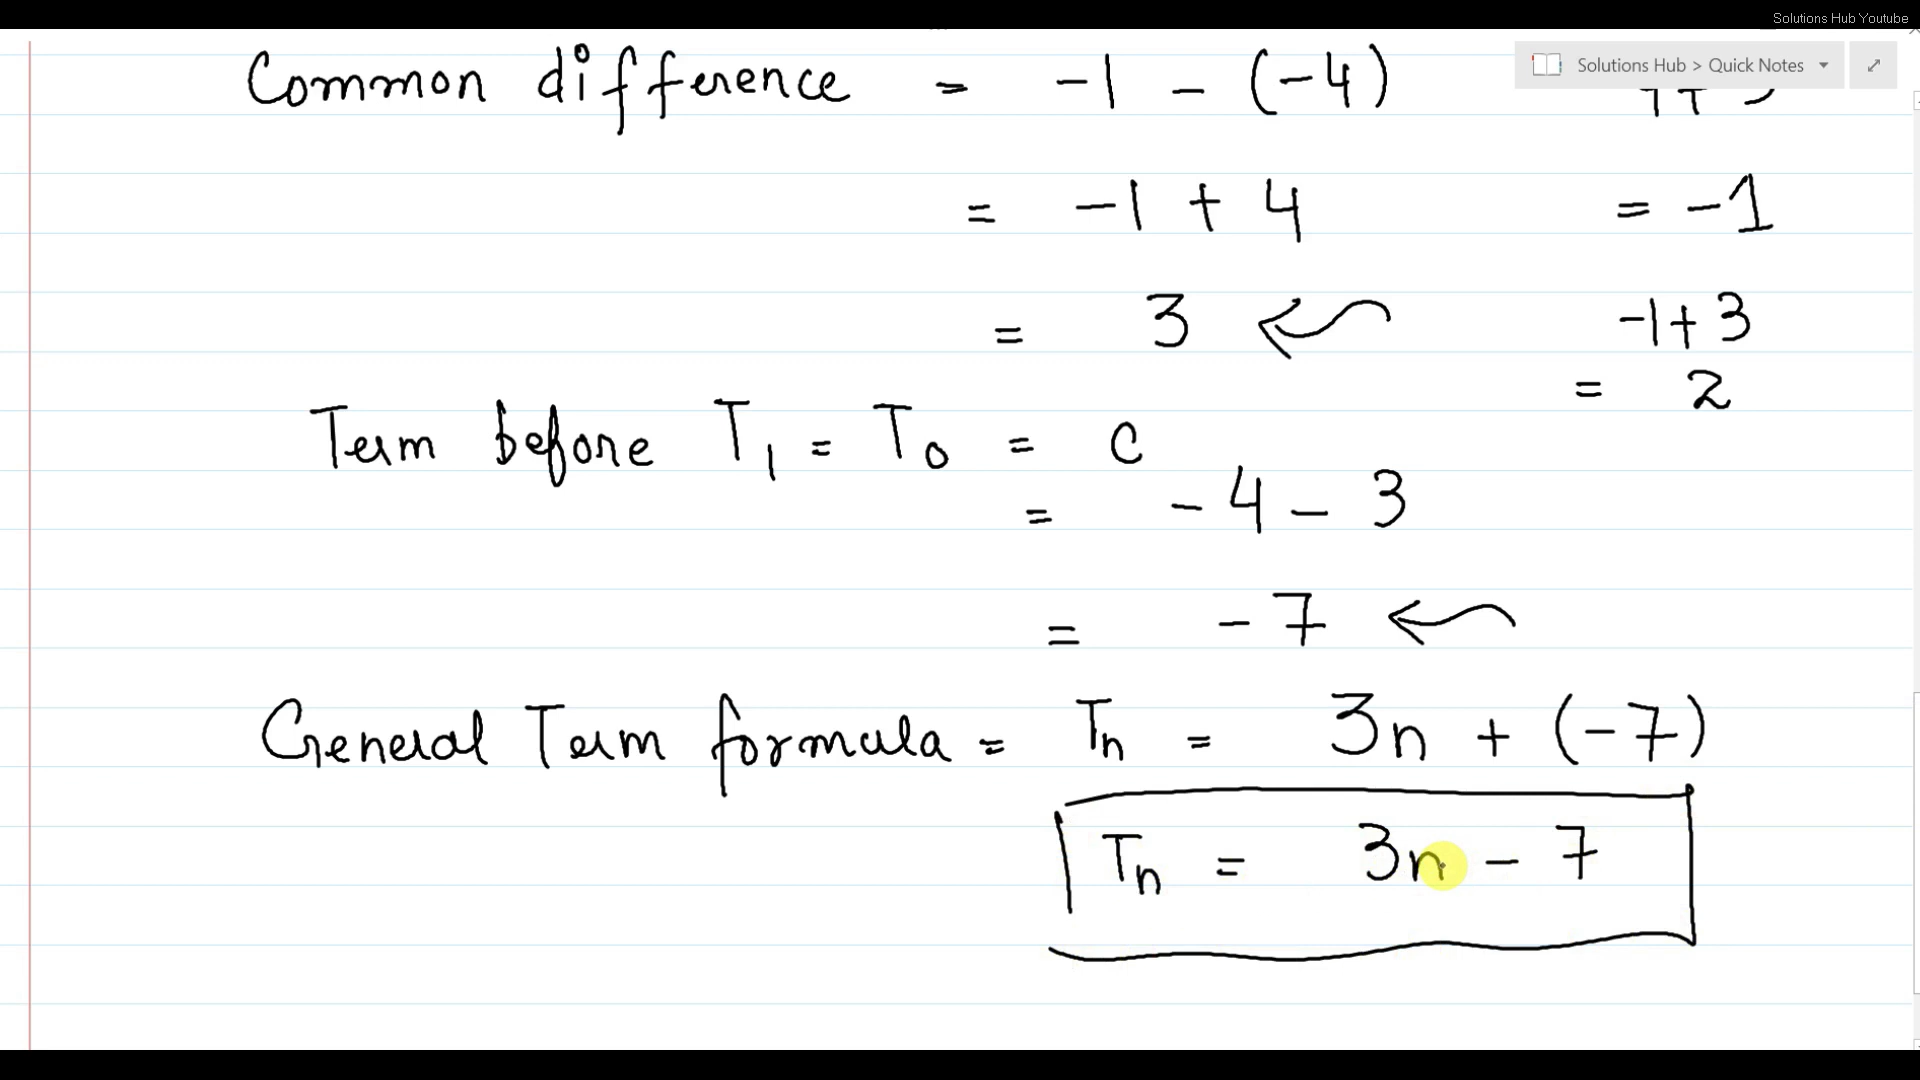 Solutions Hub Youtube
Solutions Hub > Quick Notes
Common difference = -1 - (-4)
= -1 + 4 = -1
= 3 -1+3
= 2
Term before T₁ = T₀ = c
= -4 - 3
= -7
General Term formula = Tₙ = 3n + (-7)
Tₙ = 3n - 7